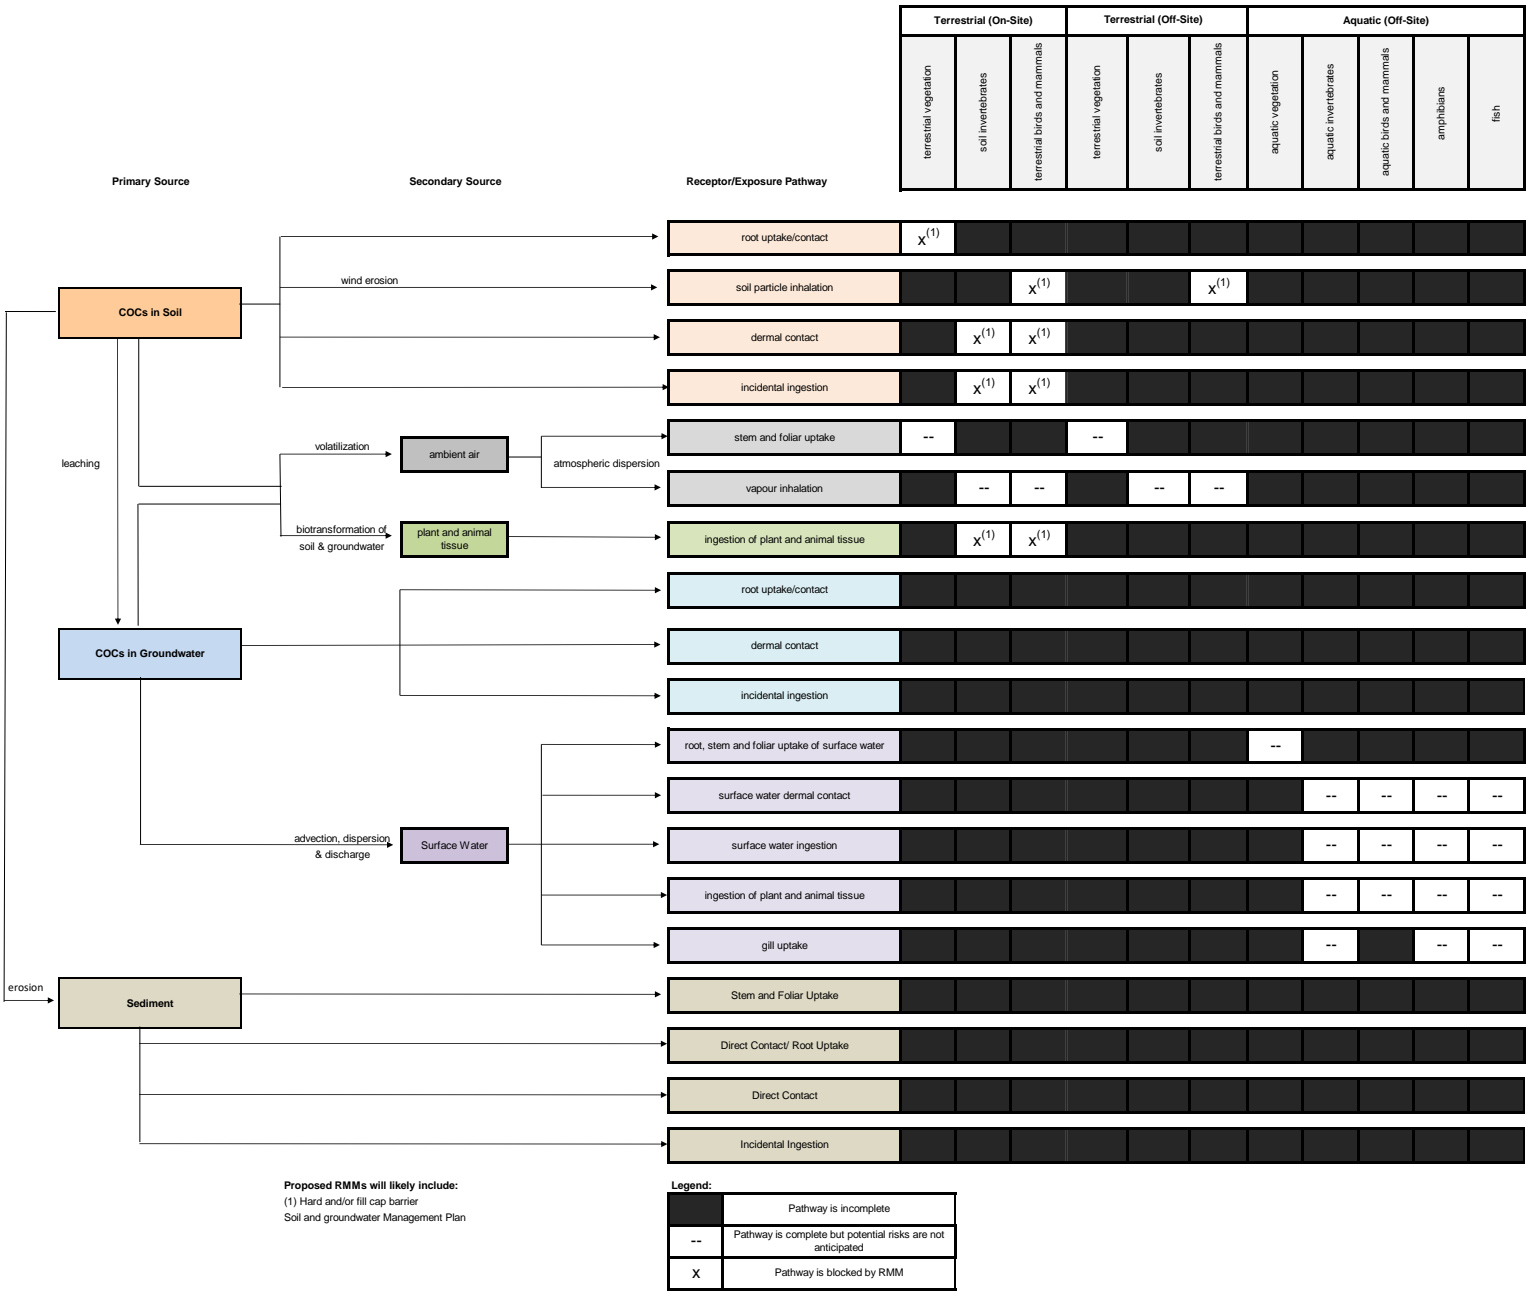 Terrestrial (On-Site)
Terrestrial (Off-Site)
Aquatic (Off-Site)
terrestrial vegetation
soil invertebrates
terrestrial birds and mammals
terrestrial vegetation
soil invertebrates
terrestrial birds and mammals
aquatic vegetation
aquatic invertebrates
aquatic birds and mammals
amphibians
fish
Primary Source
Secondary Source
Receptor/Exposure Pathway
root uptake/contact
x(1)
wind erosion
soil particle inhalation
x(1)
x(1)
COCs in Soil
dermal contact
x(1)
x(1)
incidental ingestion
x(1)
x(1)
leaching
volatilization
ambient air
atmospheric dispersion
stem and foliar uptake
--
--
vapour inhalation
--
--
--
--
biotransformation of
soil & groundwater
plant and animal
tissue
ingestion of plant and animal tissue
x(1)
x(1)
root uptake/contact
COCs in Groundwater
dermal contact
incidental ingestion
root, stem and foliar uptake of surface water
--
surface water dermal contact
--
--
--
--
advection, dispersion
& discharge
Surface Water
surface water ingestion
--
--
--
--
ingestion of plant and animal tissue
--
--
--
--
gill uptake
--
--
--
erosion
Sediment
Stem and Foliar Uptake
Direct Contact/ Root Uptake
Direct Contact
Incidental Ingestion
Proposed RMMs will likely include:
(1) Hard and/or fill cap barrier
Soil and groundwater Management Plan
Legend:
Pathway is incomplete
--
Pathway is complete but potential risks are not
anticipated
x
Pathway is blocked by RMM